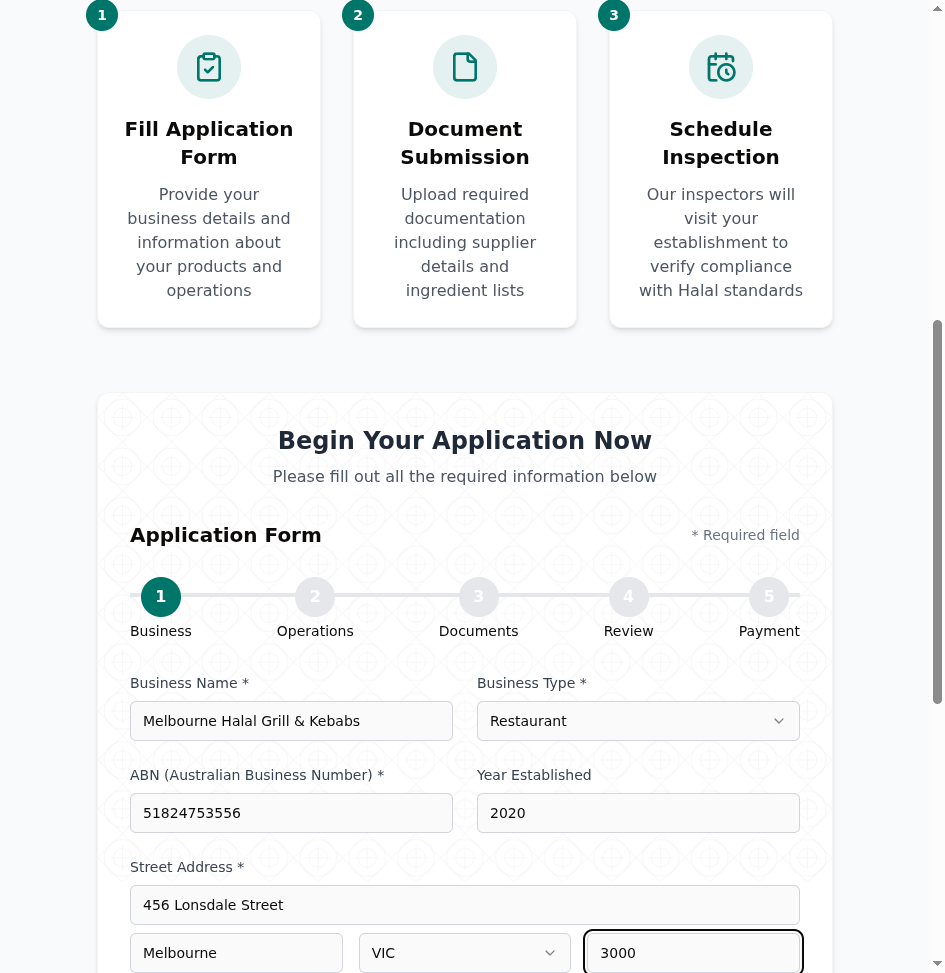 1
2
3
Fill Application
Form
Provide your
business details and
information about
your products and
operations
Document
Submission
Upload required
documentation
including supplier
details and
ingredient lists
Schedule
Inspection
Our inspectors will
visit your
establishment to
verify compliance
with Halal standards
Begin Your Application Now
Please fill out all the required information below
Application Form
* Required field
1
2
3
4
5
Business
Operations
Documents
Review
Payment
Business Name *
Business Type *
Melbourne Halal Grill & Kebabs
Restaurant
ABN (Australian Business Number) *
Year Established
51824753556
2020
Street Address *
456 Lonsdale Street
Melbourne
VIC
3000